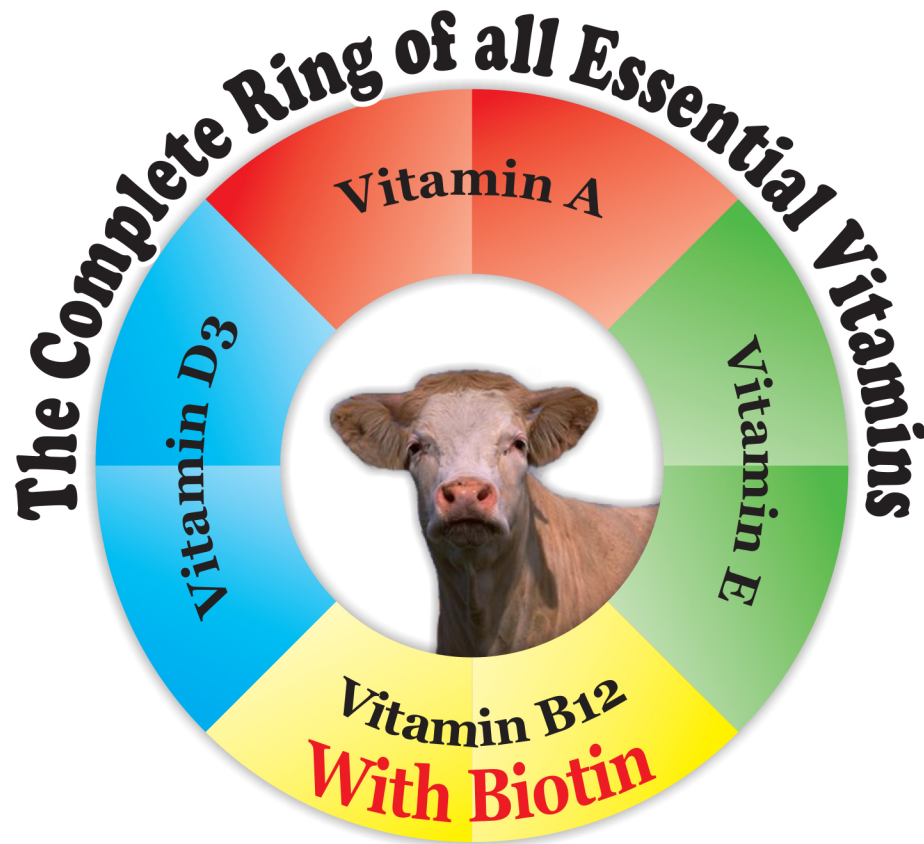 The Complete Ring of all Essential Vitamins
Vitamin A
Vitamin D3
Vitamin E
Vitamin B12
With Biotin